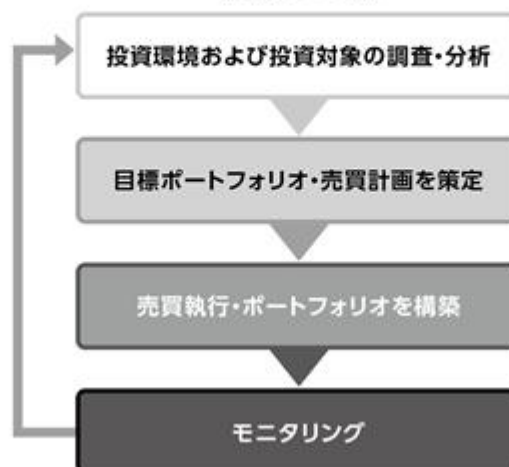 投資環境および投資対象の調査・分析
目標ポートフォリオ・売買計画を策定
売買執行・ポートフォリオを構築
モニタリング